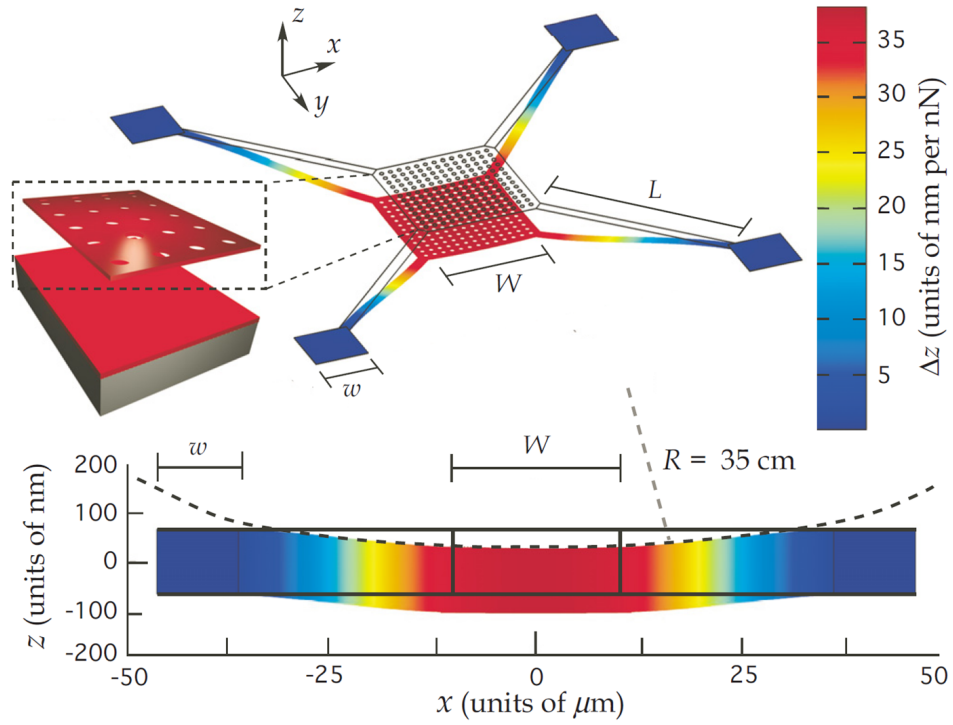 z
x
y
L
W
w
35
30
25
20
15
10
5
Δz (units of nm per nN)
w
W
R = 35 cm
200
100
0
-100
-200
z (units of nm)
-50
-25
0
25
50
x (units of μm)